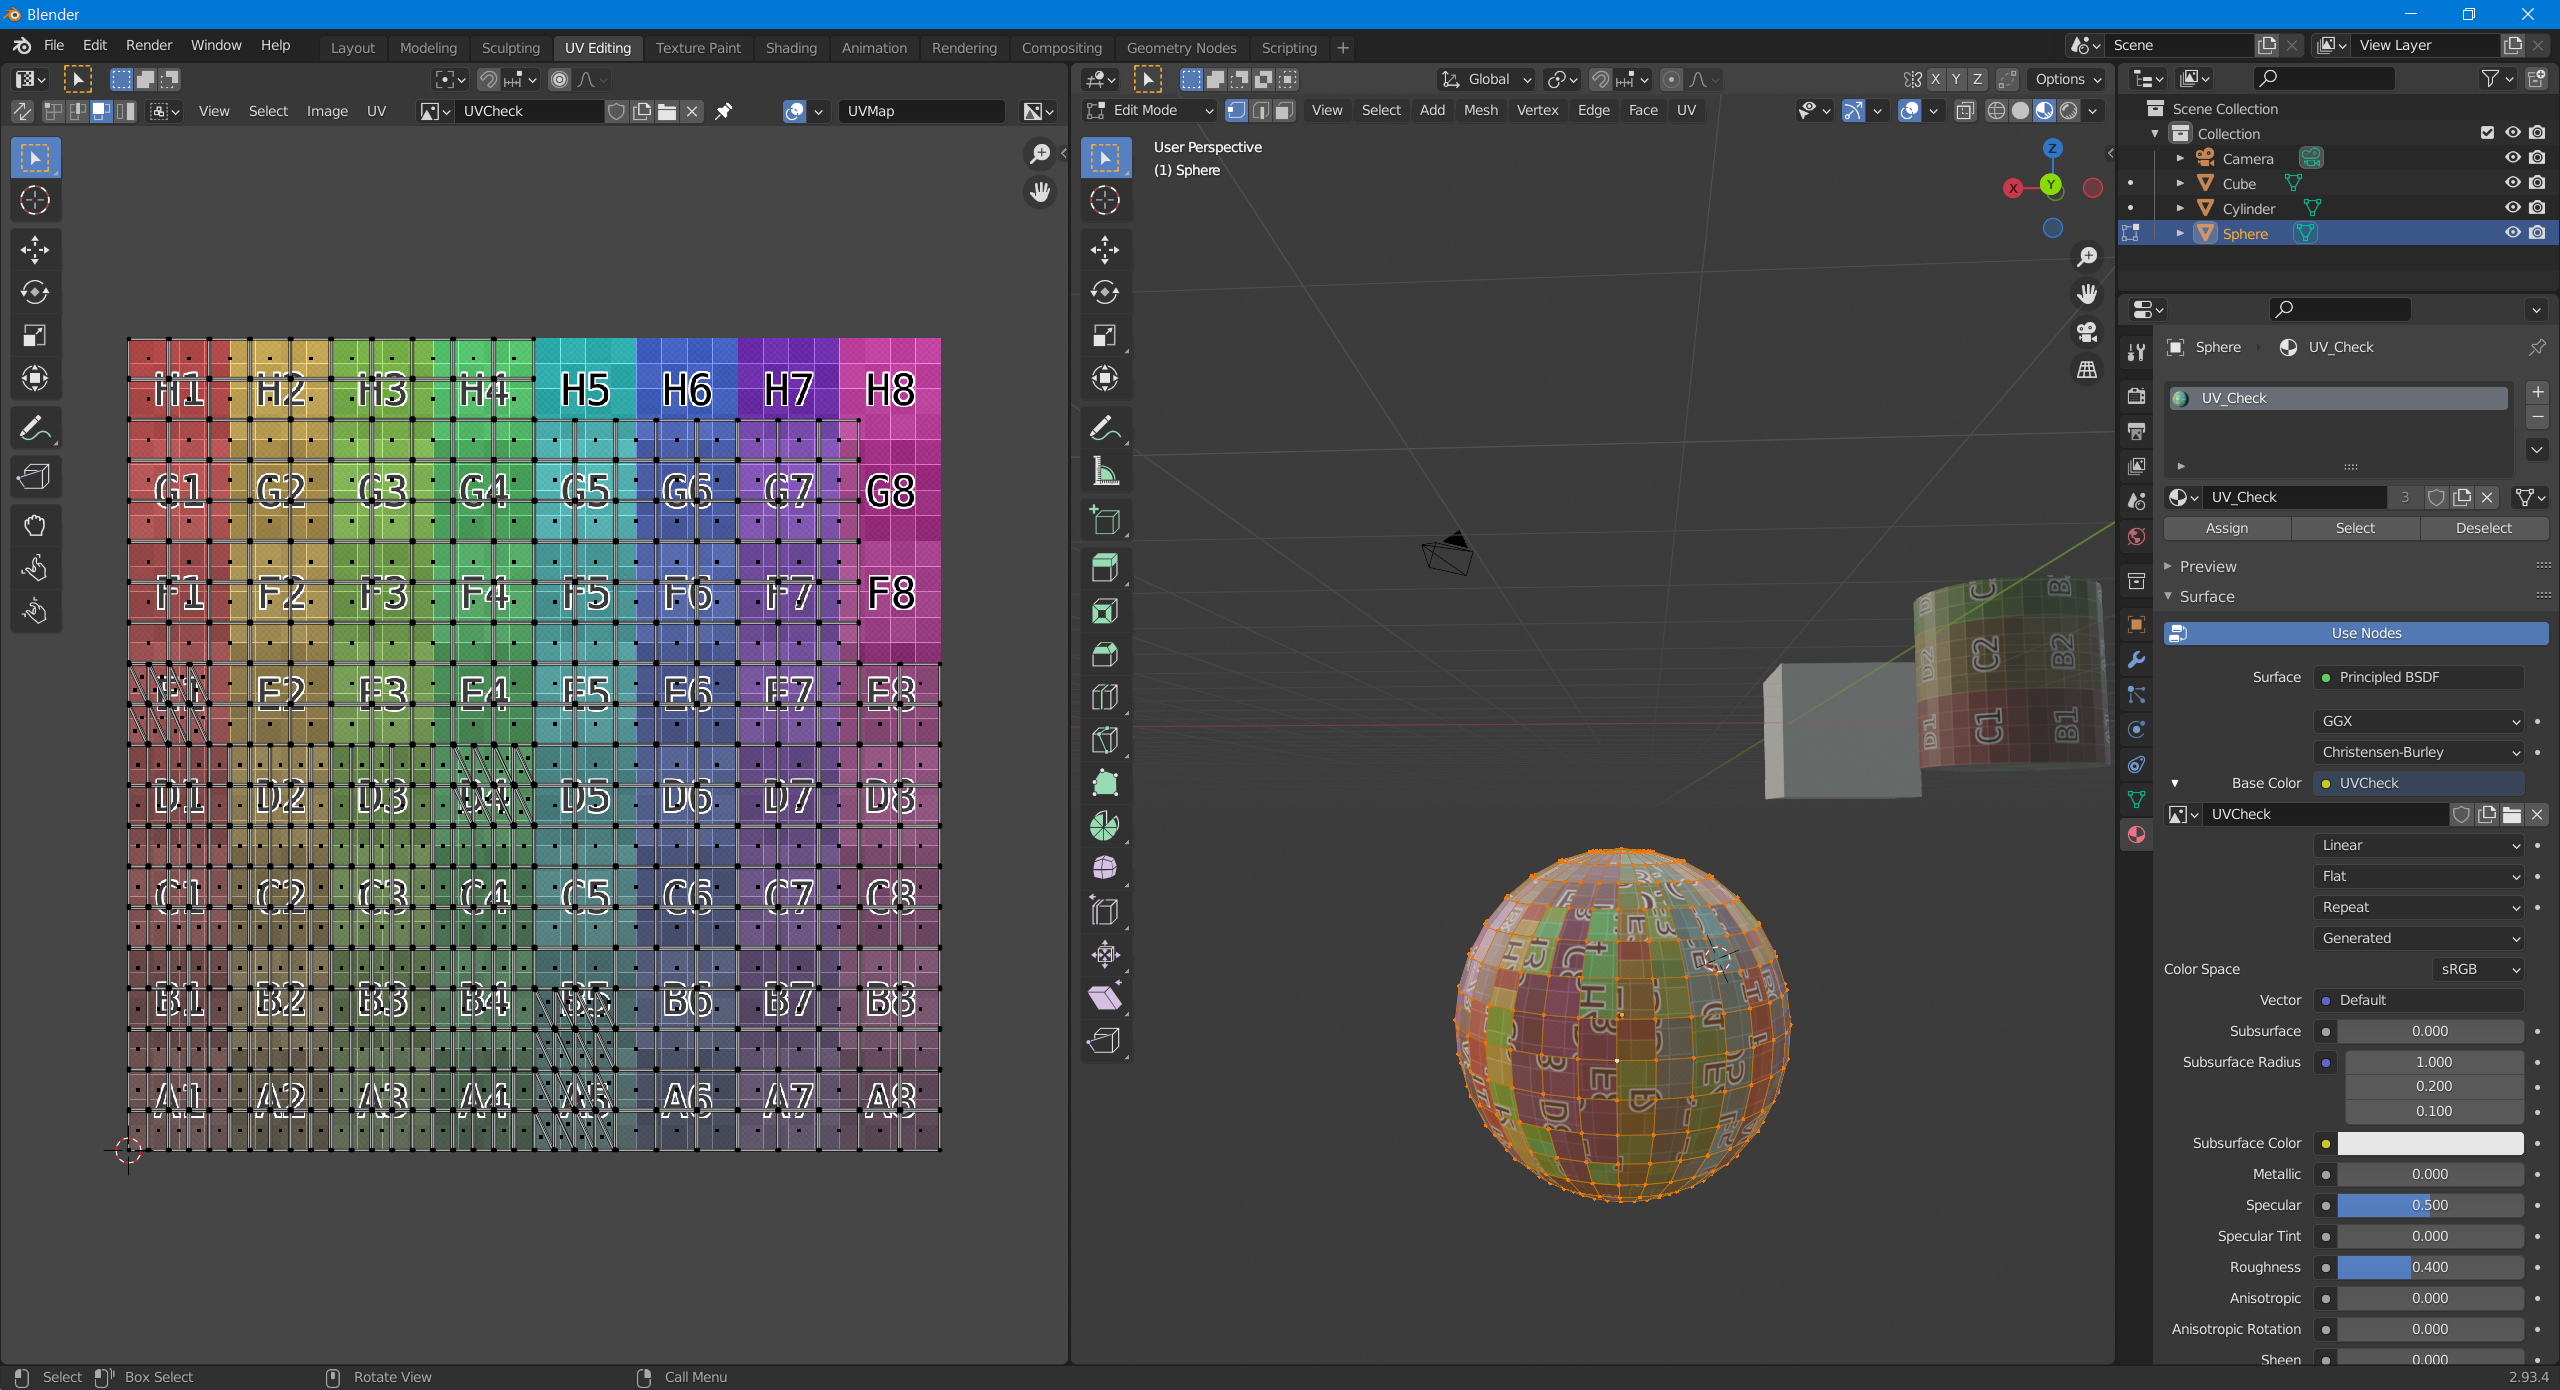 Blender
File Edit Render Window Help Layout Modeling Sculpting UV Editing Texture Paint Shading Animation Rendering Compositing Geometry Nodes Scripting + Scene View Layer
Global X Y Z Options
View Select Image UV UVCheck UVMap
Edit Mode View Select Add Mesh Vertex Edge Face UV
User Perspective
(1) Sphere
Z
X Y
H1 H2 H3 H4 H5 H6 H7 H8
G1 G2 G3 G4 G5 G6 G7 G8
F1 F2 F3 F4 F5 F6 F7 F8
E2 E3 E4 E5 E6 E7 E8
D1 D2 D3 D4 D5 D6 D7 D8
C1 C2 C3 C4 C5 C6 C7 C8
B1 B2 B3 B4 B5 B6 B7 B8
A1 A2 A3 A4 A5 A6 A7 A8
D2 C2 B2
D1 C1 B1
Scene Collection
Collection
Camera
Cube
Cylinder
Sphere
Sphere UV_Check
UV_Check
UV_Check 3
Assign Select Deselect
Preview
Surface
Use Nodes
Surface Principled BSDF
GGX
Christensen-Burley
Base Color UVCheck
UVCheck
Linear
Flat
Repeat
Generated
Color Space sRGB
Vector Default
Subsurface 0.000
Subsurface Radius 1.000
0.200
0.100
Subsurface Color
Metallic 0.000
Specular 0.500
Specular Tint 0.000
Roughness 0.400
Anisotropic 0.000
Anisotropic Rotation 0.000
Sheen 0.000
Select Box Select Rotate View Call Menu 2.93.4